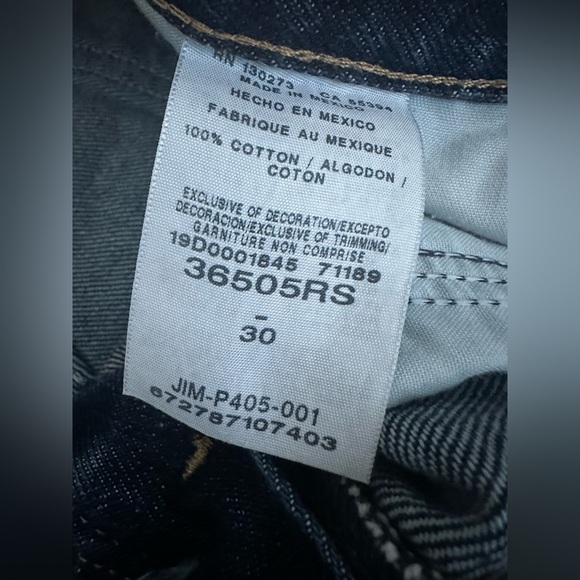 RN 130273 CA 55394
MADE IN MEXICO
HECHO EN MEXICO
FABRIQUE AU MEXIQUE
100% COTTON / ALGODON /
COTON
EXCLUSIVE OF DECORATION/EXCEPTO
DECORACION/EXCLUSIVE OF TRIMMING/
GARNITURE NON COMPRISE
19D0001845 71189
36505RS
-
30
JIM-P405-001
672787107403